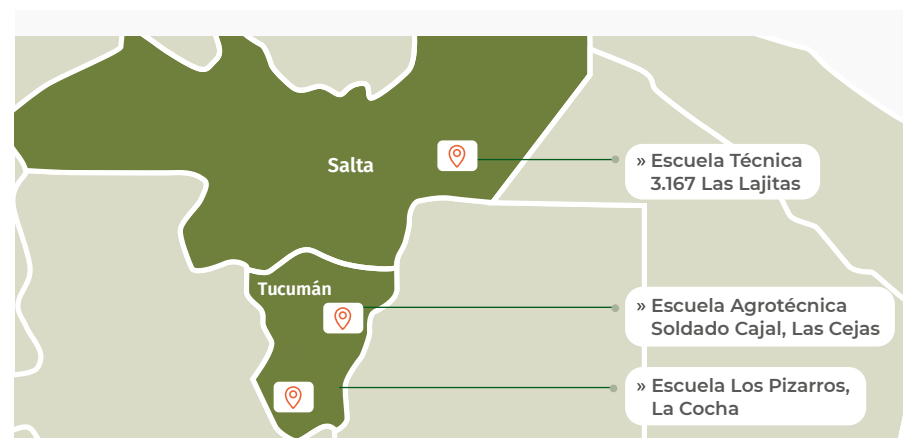 Salta
» Escuela Técnica
3.167 Las Lajitas
Tucumán
» Escuela Agrotécnica
Soldado Cajal, Las Cejas
» Escuela Los Pizarros,
La Cocha